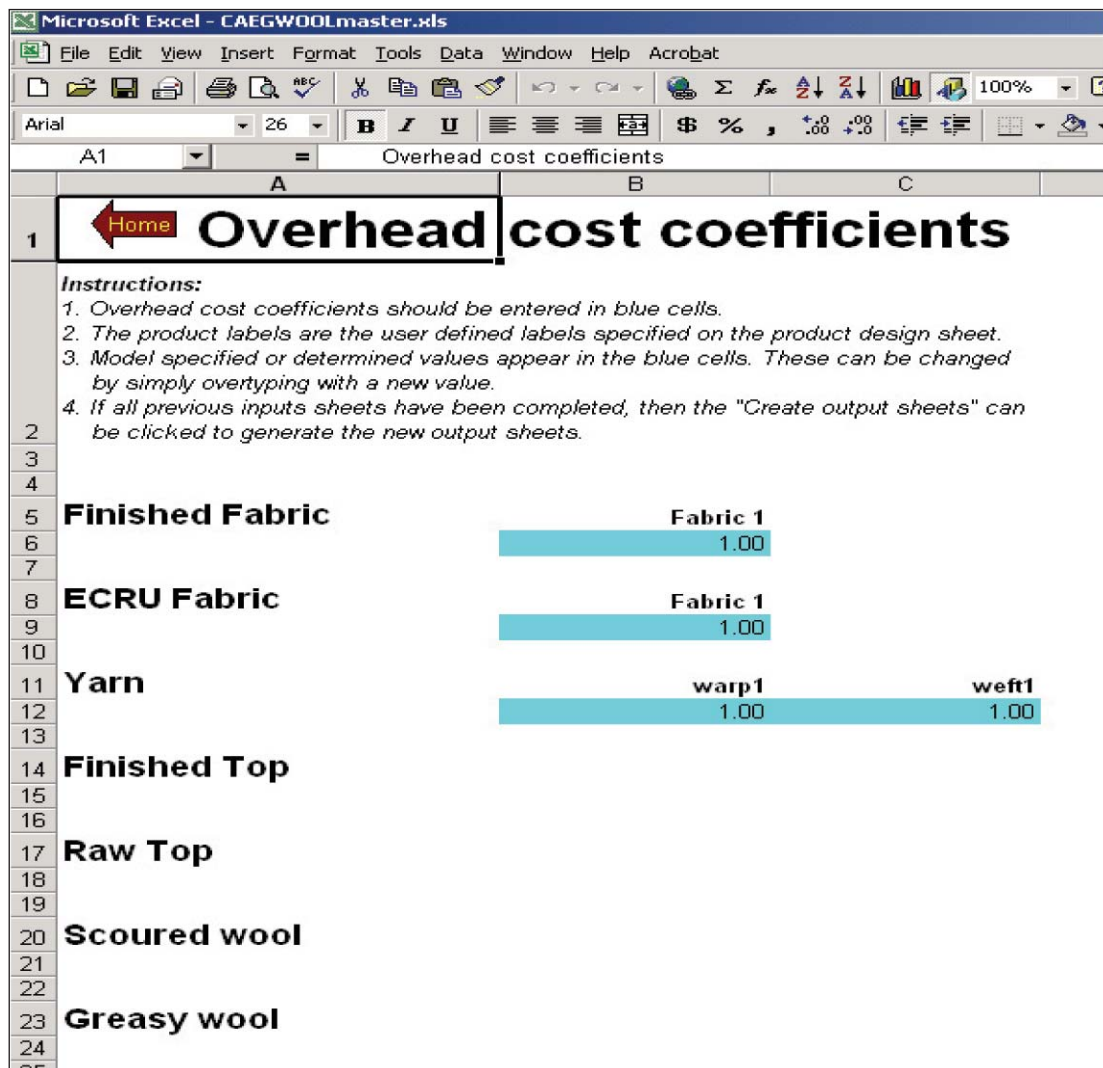 Microsoft Excel - CAEGWOOLmaster.xls
File Edit View Insert Format Tools Data Window Help Acrobat
ABC Σ fx A Z Z A 100%
Arial 26 B I U $ % , .00 .00
A1 = Overhead cost coefficients
A B C
1 Home Overhead cost coefficients
Instructions:
1. Overhead cost coefficients should be entered in blue cells.
2. The product labels are the user defined labels specified on the product design sheet.
3. Model specified or determined values appear in the blue cells. These can be changed
by simply overtyping with a new value.
4. If all previous inputs sheets have been completed, then the "Create output sheets" can
2 be clicked to generate the new output sheets.
3
4
5 Finished Fabric Fabric 1
6 1.00
7
8 ECRU Fabric Fabric 1
9 1.00
10
11 Yarn warp1 weft1
12 1.00 1.00
13
14 Finished Top
15
16
17 Raw Top
18
19
20 Scoured wool
21
22
23 Greasy wool
24